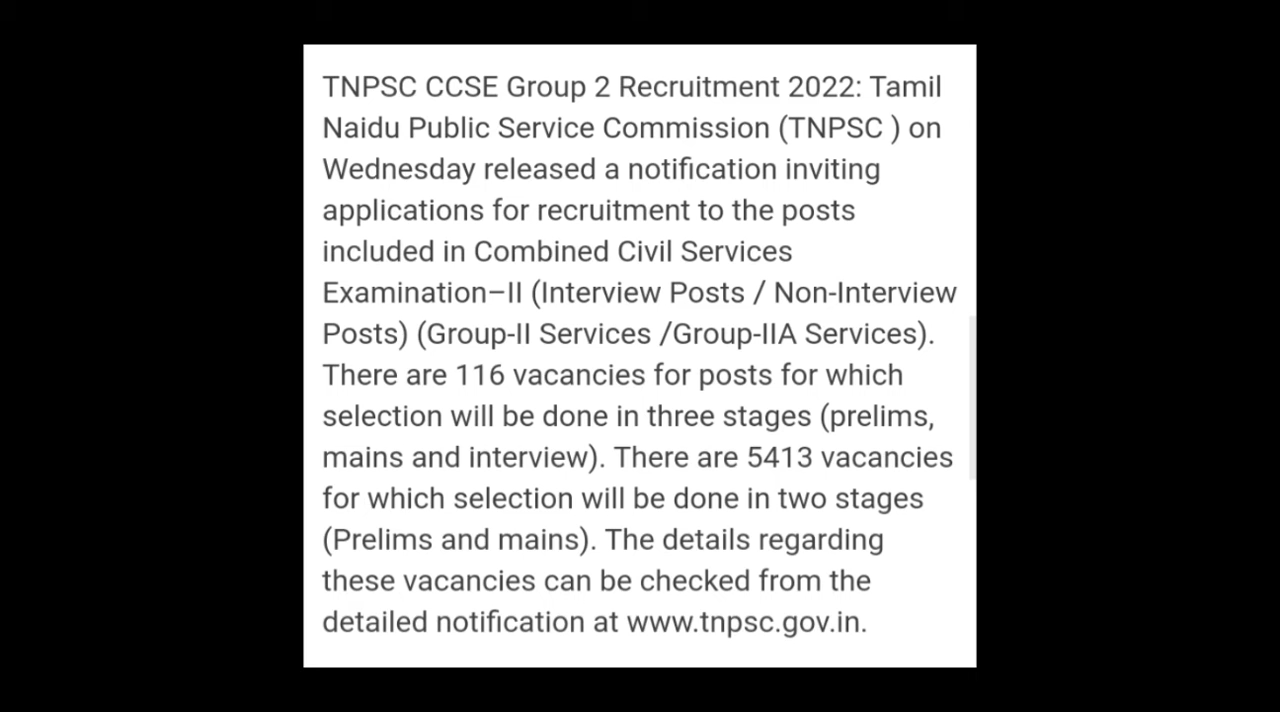 TNPSC CCSE Group 2 Recruitment 2022: Tamil
Naidu Public Service Commission (TNPSC ) on
Wednesday released a notification inviting
applications for recruitment to the posts
included in Combined Civil Services
Examination–II (Interview Posts / Non-Interview
Posts) (Group-II Services /Group-IIA Services).
There are 116 vacancies for posts for which
selection will be done in three stages (prelims,
mains and interview). There are 5413 vacancies
for which selection will be done in two stages
(Prelims and mains). The details regarding
these vacancies can be checked from the
detailed notification at www.tnpsc.gov.in.